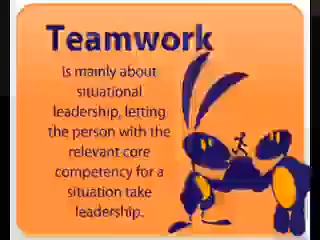 Teamwork
Is mainly about
situational
leadership, letting
the person with the
relevant core
competency for a
situation take
leadership.